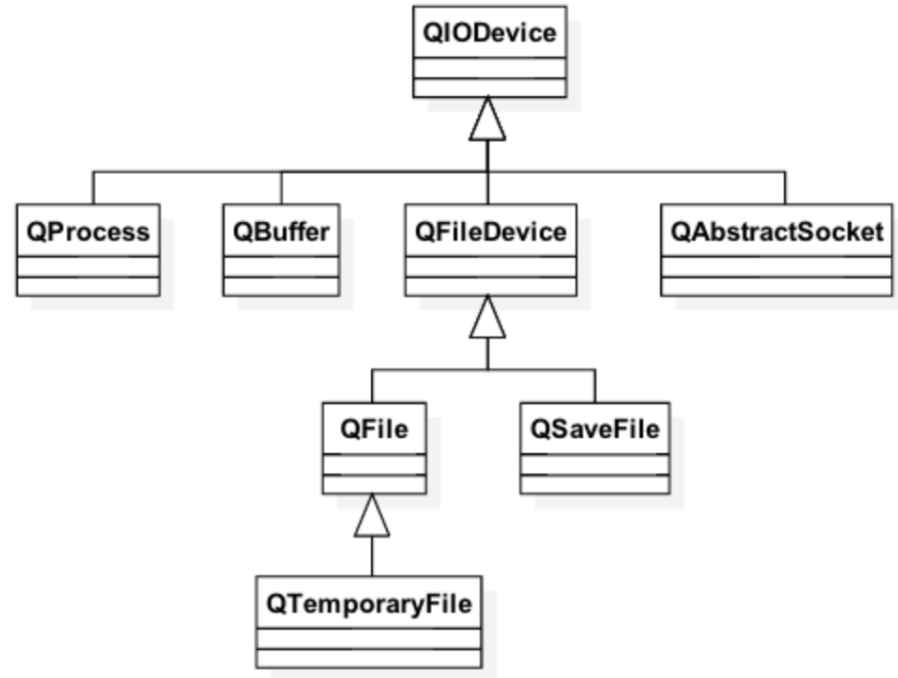 QIODevice
QProcess
QBuffer
QFileDevice
QAbstractSocket
QFile
QSaveFile
QTemporaryFile